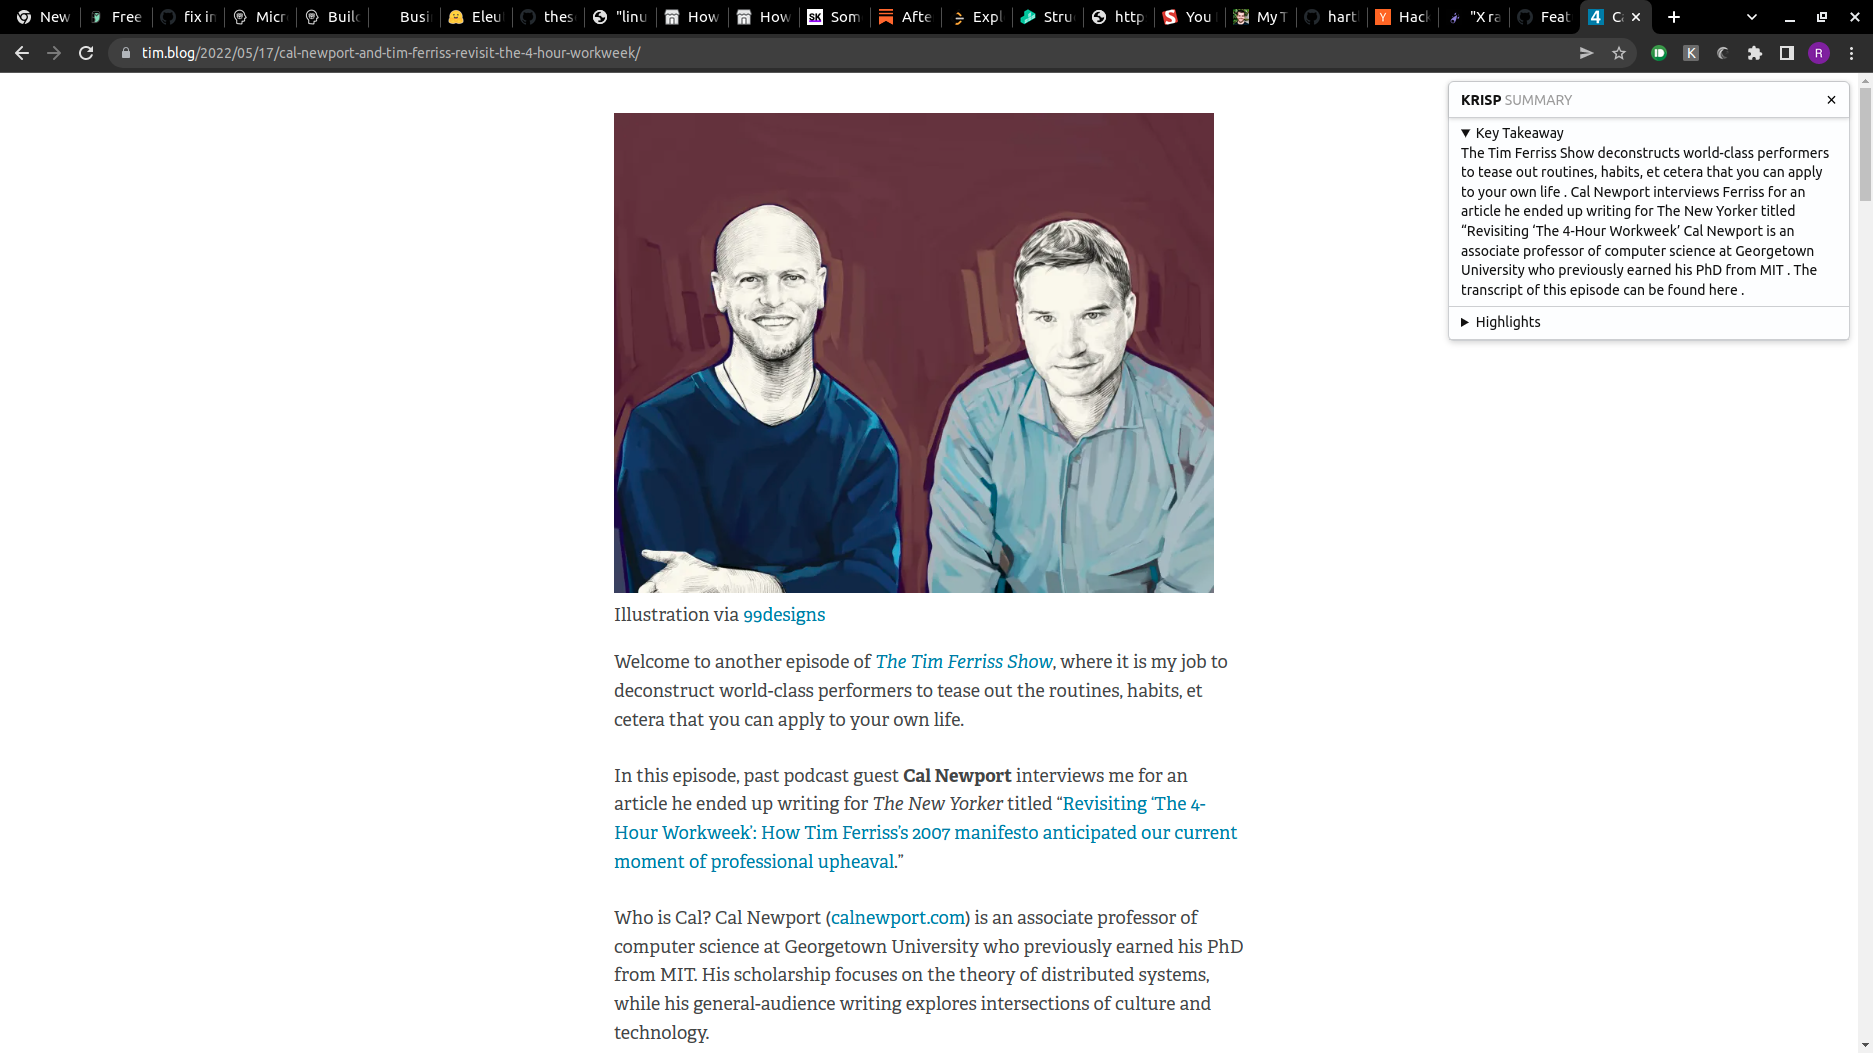 New
Free
fix in
Micr
Build
Busi
Eleu
thes
"linu
How
How
SK
Som
Afte
Expl
Stru
http
You
My T
hart
Y
Hack
"X ra
Feat
4
tim.blog/2022/05/17/cal-newport-and-tim-ferriss-revisit-the-4-hour-workweek/
K
R
KRISP SUMMARY
Key Takeaway
The Tim Ferriss Show deconstructs world-class performers
to tease out routines, habits, et cetera that you can apply
to your own life . Cal Newport interviews Ferriss for an
article he ended up writing for The New Yorker titled
“Revisiting ‘The 4-Hour Workweek’ Cal Newport is an
associate professor of computer science at Georgetown
University who previously earned his PhD from MIT . The
transcript of this episode can be found here .
Highlights
Illustration via 99designs
Welcome to another episode of The Tim Ferriss Show, where it is my job to
deconstruct world-class performers to tease out the routines, habits, et
cetera that you can apply to your own life.
In this episode, past podcast guest Cal Newport interviews me for an
article he ended up writing for The New Yorker titled “Revisiting ‘The 4-
Hour Workweek’: How Tim Ferriss’s 2007 manifesto anticipated our current
moment of professional upheaval.”
Who is Cal? Cal Newport (calnewport.com) is an associate professor of
computer science at Georgetown University who previously earned his PhD
from MIT. His scholarship focuses on the theory of distributed systems,
while his general-audience writing explores intersections of culture and
technology.